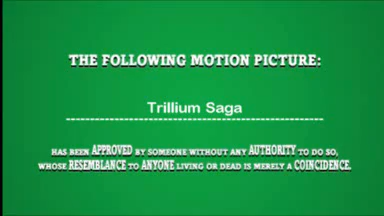 THE FOLLOWING MOTION PICTURE:
Trillium Saga
HAS BEEN APPROVED BY SOMEONE WITHOUT ANY AUTHORITY TO DO SO,
WHOSE RESEMBLANCE TO ANYONE LIVING OR DEAD IS MERELY A COINCIDENCE.